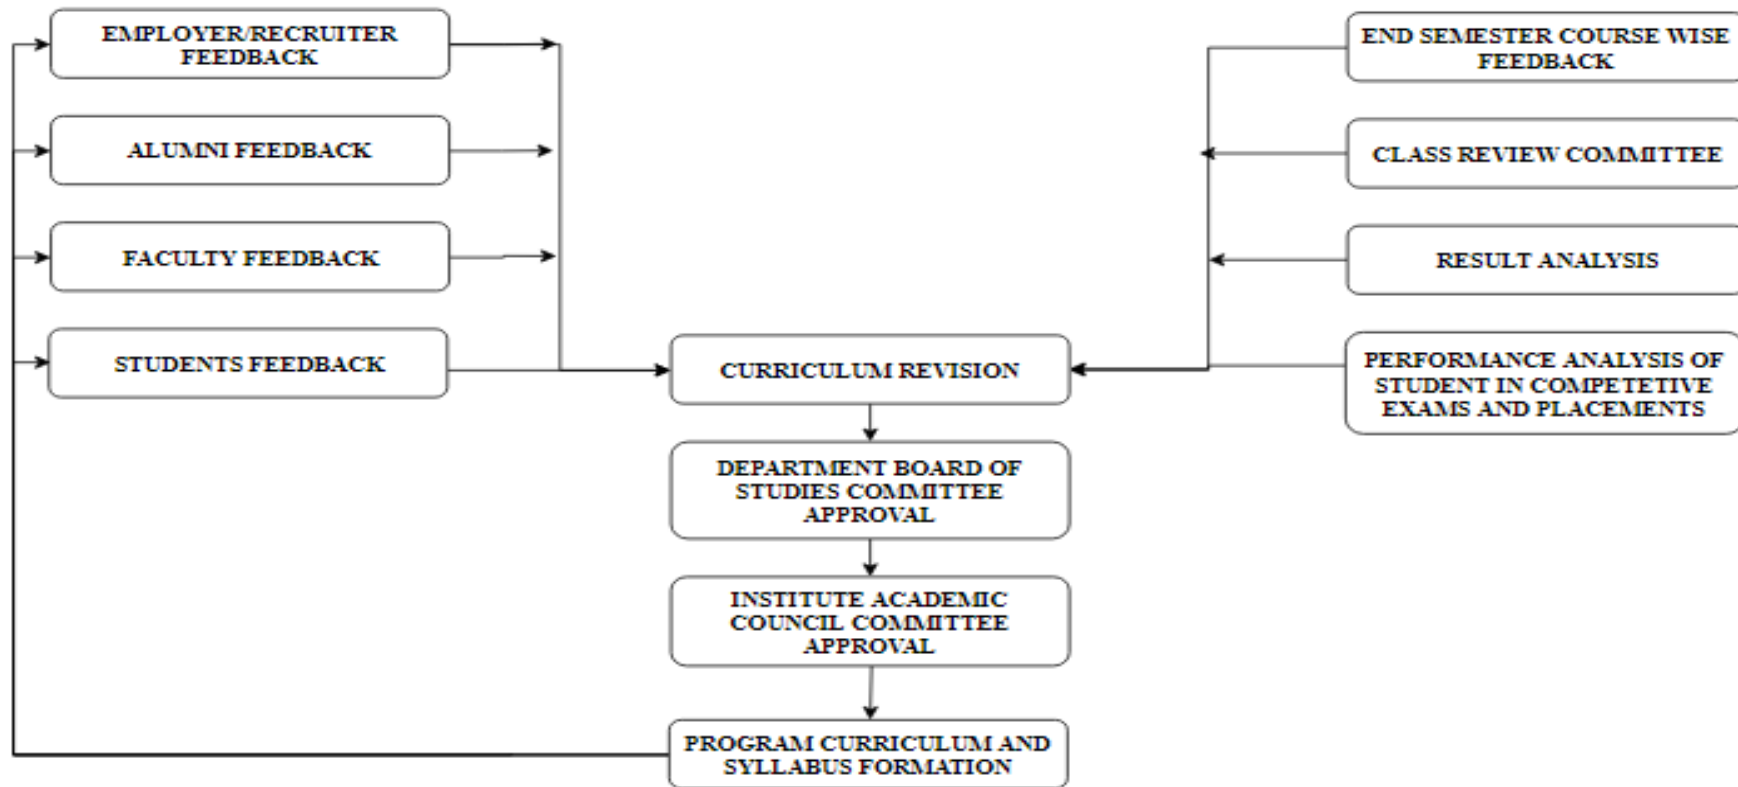 EMPLOYER/RECRUITER
FEEDBACK
ALUMNI FEEDBACK
FACULTY FEEDBACK
STUDENTS FEEDBACK
END SEMESTER COURSE WISE
FEEDBACK
CLASS REVIEW COMMITTEE
RESULT ANALYSIS
PERFORMANCE ANALYSIS OF
STUDENT IN COMPETETIVE
EXAMS AND PLACEMENTS
CURRICULUM REVISION
DEPARTMENT BOARD OF
STUDIES COMMITTEE
APPROVAL
INSTITUTE ACADEMIC
COUNCIL COMMITTEE
APPROVAL
PROGRAM CURRICULUM AND
SYLLABUS FORMATION